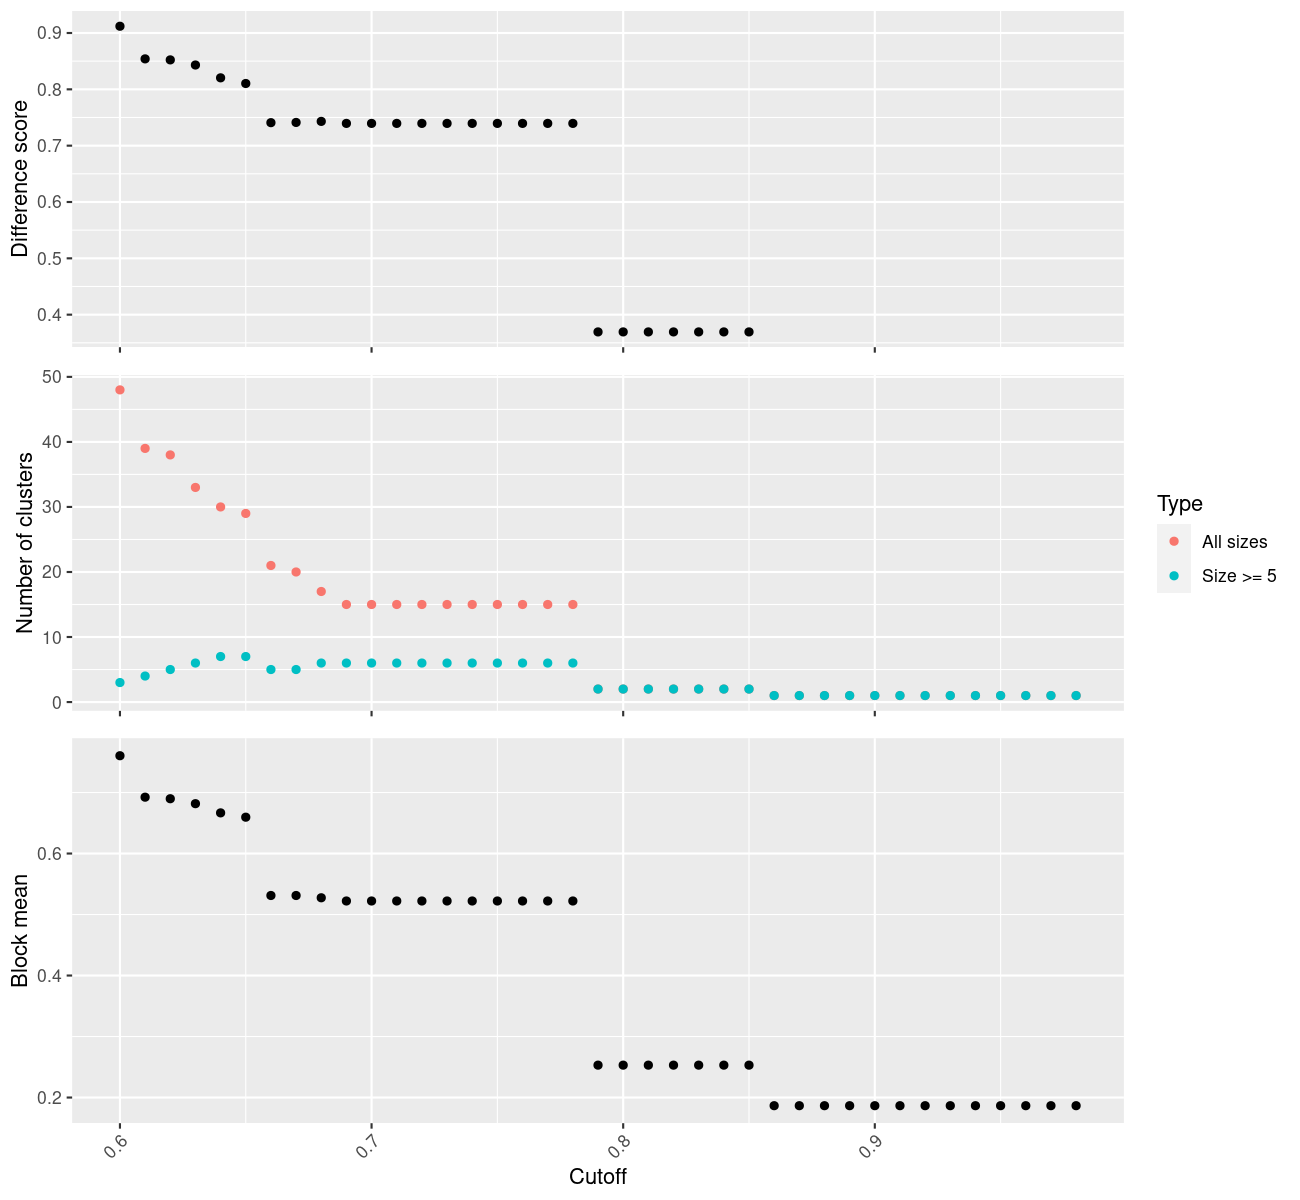 Difference score
0.9
0.8
0.7
0.6
0.5
0.4
Number of clusters
50
40
30
20
10
0
Type
All sizes
Size >= 5
Block mean
0.6
0.4
0.2
0.6
0.7
0.8
0.9
Cutoff